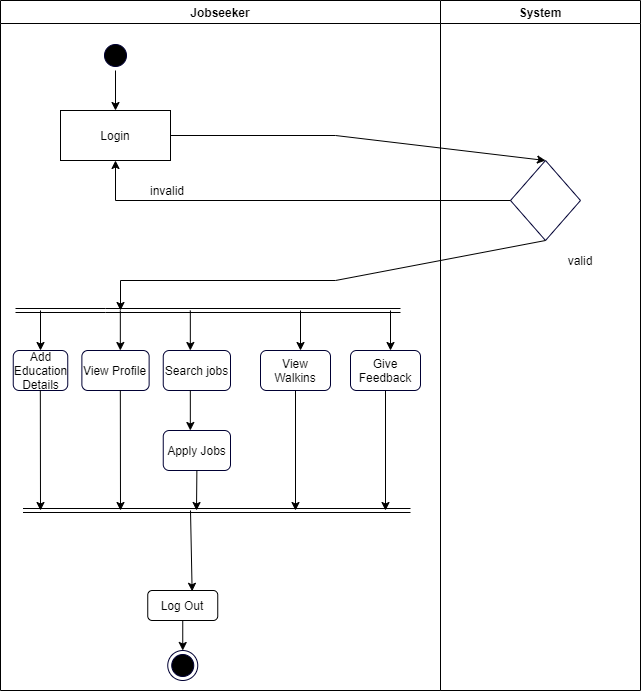 Jobseeker
System
Login
invalid
valid
Add
Education
Details
View Profile
Search jobs
View
Walkins
Give
Feedback
Apply Jobs
Log Out